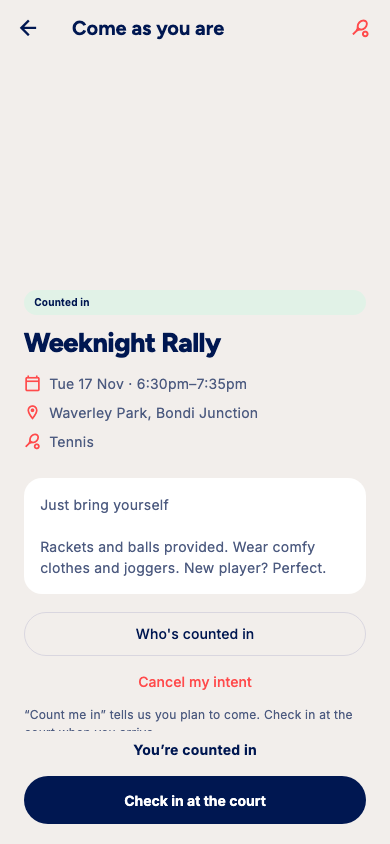 Come as you are
Counted in
Weeknight Rally
Tue 17 Nov · 6:30pm–7:35pm
Waverley Park, Bondi Junction
Tennis
Just bring yourself
Rackets and balls provided. Wear comfy
clothes and joggers. New player? Perfect.
Who's counted in
Cancel my intent
“Count me in” tells us you plan to come. Check in at the
court when you arrive
You’re counted in
Check in at the court